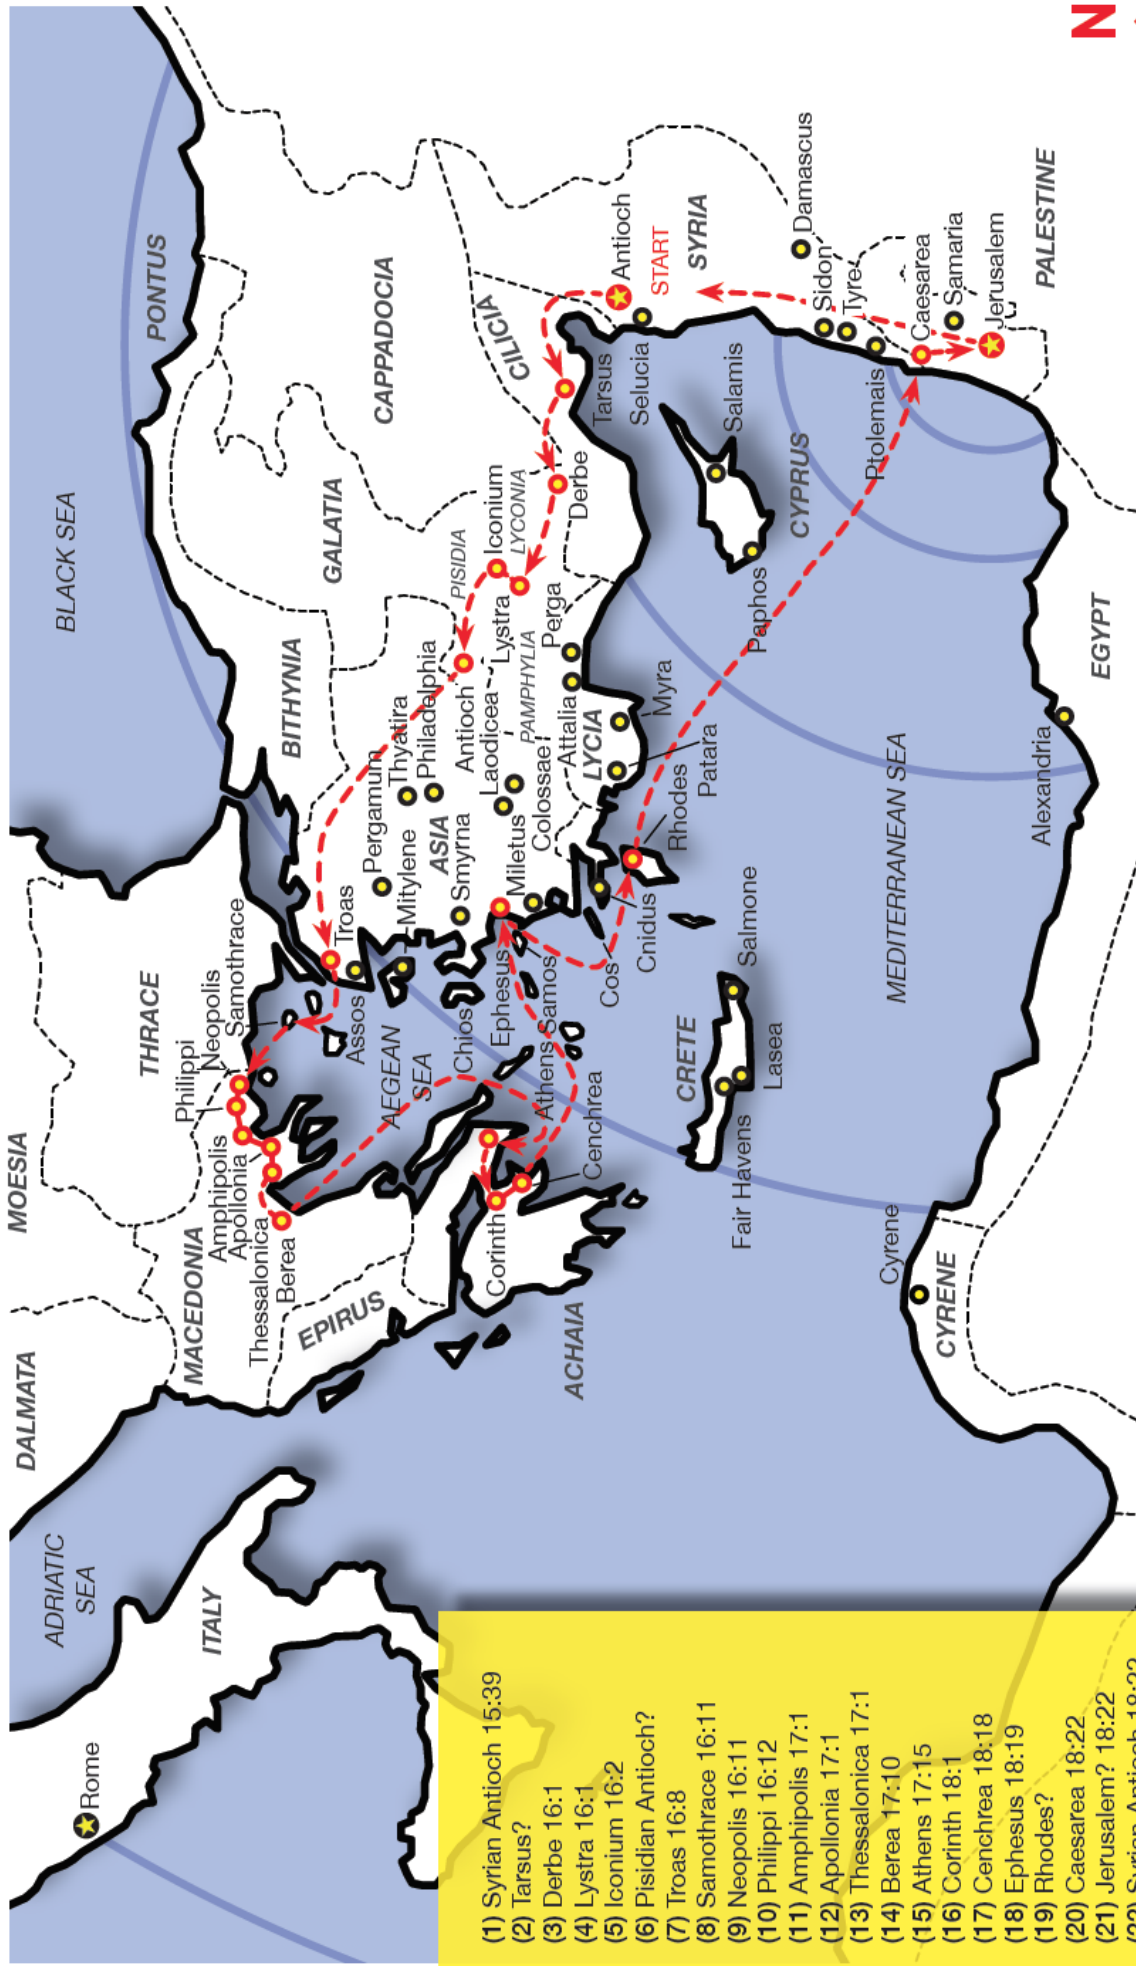 DALMATA
MOESIA
BLACK SEA
ADRIATIC
SEA
Rome
ITALY
MACEDONIA
THRACE
PONTUS
Philippi
Neopolis
Samothrace
Amphipolis
Apollonia
Thessalonica
Berea
EPIRUS
BITHYNIA
GALATIA
CAPPADOCIA
Troas
Assos
AEGEAN
SEA
Pergamum
Thyatira
Mitylene
Philadelphia
ASIA
Smyrna
Antioch
PISIDIA
Iconium
LYCONIA
Lystra
CILICIA
Chios
Ephesus
Miletus
Laodicea
Colossae
PAMPHYLIA
Perga
Attalia
Derbe
Tarsus
Antioch
START
Selucia
SYRIA
Corinth
Athens
Samos
Cenchrea
ACHAIA
Cos
Cnidus
LYCIA
Myra
Patara
Rhodes
CRETE
Salmone
Lasea
Fair Havens
Salamis
CYPRUS
Paphos
Damascus
Sidon
Tyre
Ptolemais
Caesarea
Samaria
Jerusalem
PALESTINE
MEDITERRANEAN SEA
Cyrene
CYRENE
Alexandria
EGYPT
N
(1) Syrian Antioch 15:39
(2) Tarsus?
(3) Derbe 16:1
(4) Lystra 16:1
(5) Iconium 16:2
(6) Pisidian Antioch?
(7) Troas 16:8
(8) Samothrace 16:11
(9) Neopolis 16:11
(10) Philippi 16:12
(11) Amphipolis 17:1
(12) Apollonia 17:1
(13) Thessalonica 17:1
(14) Berea 17:10
(15) Athens 17:15
(16) Corinth 18:1
(17) Cenchrea 18:18
(18) Ephesus 18:19
(19) Rhodes?
(20) Caesarea 18:22
(21) Jerusalem? 18:22
(22) Syrian Antioch 18:22